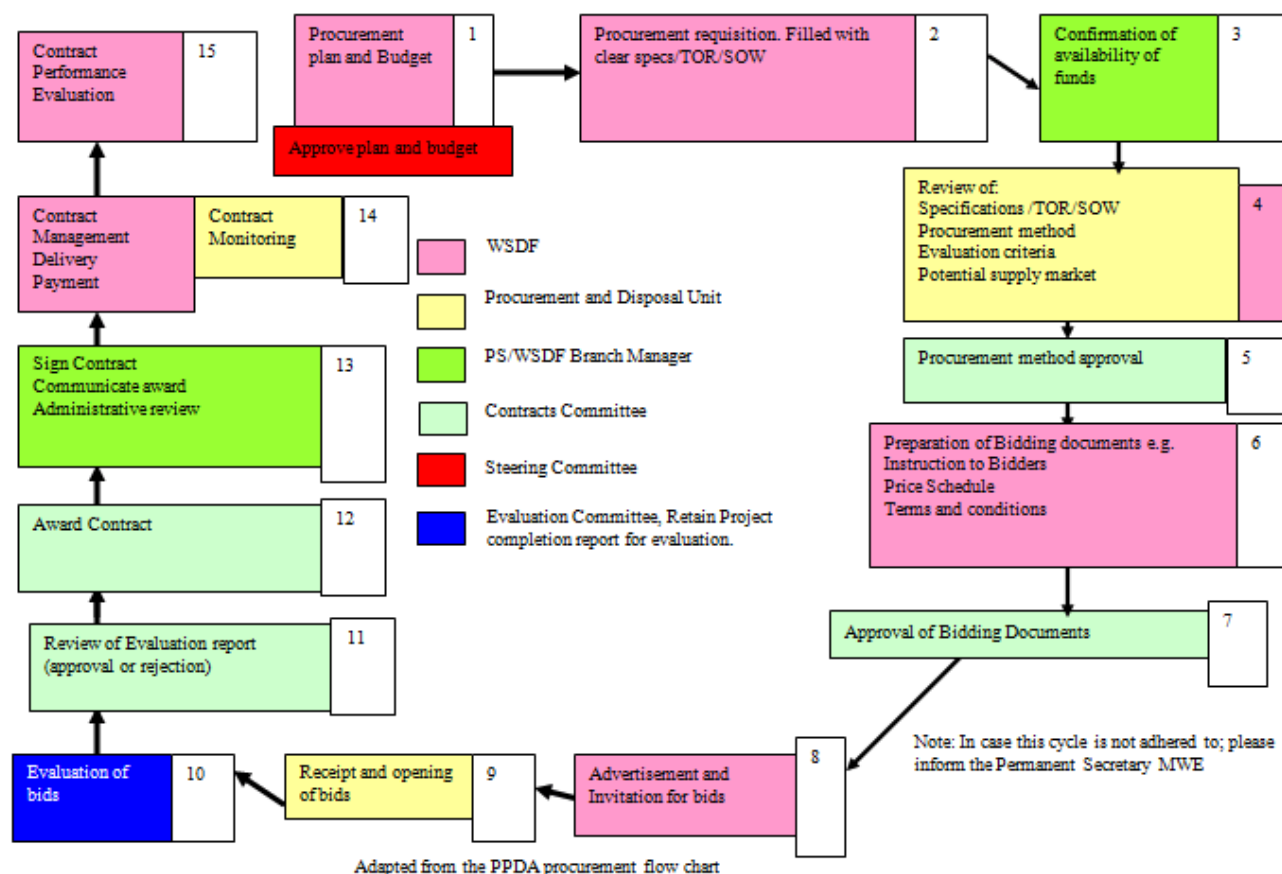 Procurement
plan and Budget
1
Approve plan and budget
Procurement requisition. Filled with
clear specs/TOR/SOW
2
Confirmation of
availability of
funds
3
Review of:
Specifications /TOR/SOW
Procurement method
Evaluation criteria
Potential supply market
4
Procurement method approval
5
Preparation of Bidding documents e.g.
Instruction to Bidders
Price Schedule
Terms and conditions
6
Approval of Bidding Documents
7
Advertisement and
Invitation for bids
8
Receipt and opening
of bids
9
Evaluation of
bids
10
Review of Evaluation report
(approval or rejection)
11
Award Contract
12
Sign Contract
Communicate award
Administrative review
13
Contract
Management
Delivery
Payment
Contract
Monitoring
14
Contract
Performance
Evaluation
15
WSDF
Procurement and Disposal Unit
PS/WSDF Branch Manager
Contracts Committee
Steering Committee
Evaluation Committee, Retain Project
completion report for evaluation.
Note: In case this cycle is not adhered to; please
inform the Permanent Secretary MWE
Adapted from the PPDA procurement flow chart